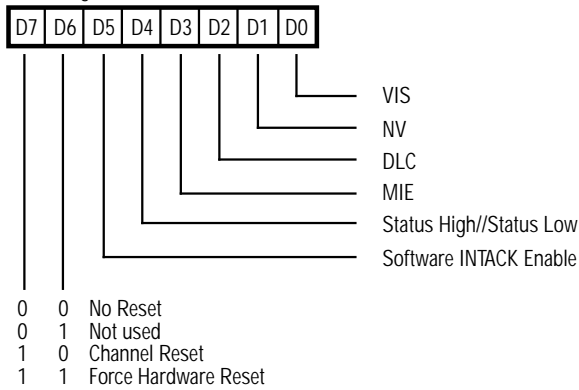 D7 D6 D5 D4 D3 D2 D1 D0
VIS
NV
DLC
MIE
Status High//Status Low
Software INTACK Enable
0 0 No Reset
0 1 Not used
1 0 Channel Reset
1 1 Force Hardware Reset